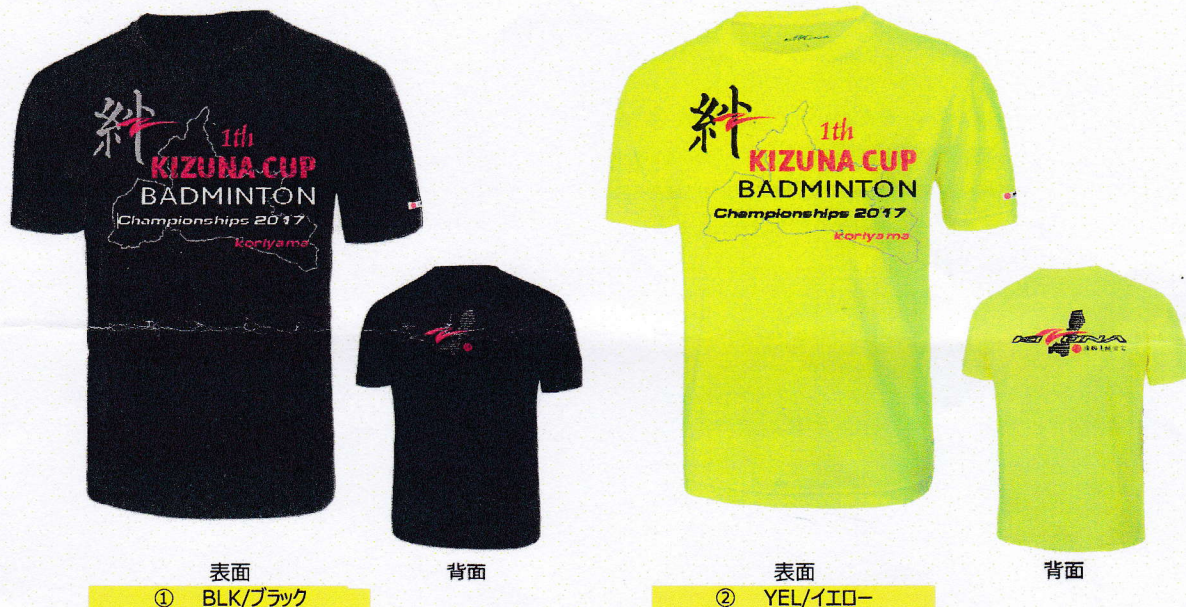 絆
1th
KIZUNA CUP
BADMINTON
Championships 2017
koriyama
表面
背面
① BLK/ブラック
絆
1th
KIZUNA CUP
BADMINTON
Championships 2017
koriyama
KIZUNA
表面
背面
② YEL/イエロー